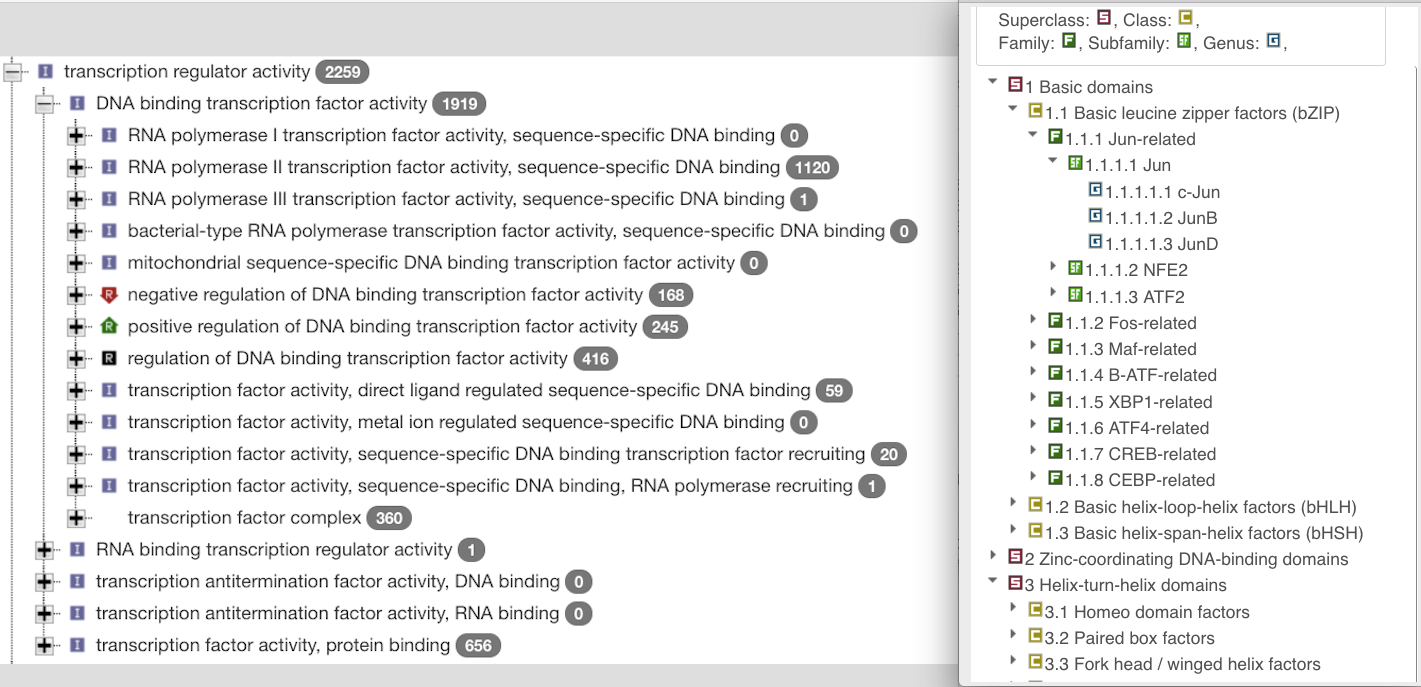 transcription regulator activity 2259
DNA binding transcription factor activity 1919
RNA polymerase I transcription factor activity, sequence-specific DNA binding 0
RNA polymerase II transcription factor activity, sequence-specific DNA binding 1120
RNA polymerase III transcription factor activity, sequence-specific DNA binding 1
bacterial-type RNA polymerase transcription factor activity, sequence-specific DNA binding 0
mitochondrial sequence-specific DNA binding transcription factor activity 0
R negative regulation of DNA binding transcription factor activity 168
R positive regulation of DNA binding transcription factor activity 245
R regulation of DNA binding transcription factor activity 416
transcription factor activity, direct ligand regulated sequence-specific DNA binding 59
transcription factor activity, metal ion regulated sequence-specific DNA binding 0
transcription factor activity, sequence-specific DNA binding transcription factor recruiting 20
transcription factor activity, sequence-specific DNA binding, RNA polymerase recruiting 1
transcription factor complex 360
RNA binding transcription regulator activity 1
transcription antitermination factor activity, DNA binding 0
transcription antitermination factor activity, RNA binding 0
transcription factor activity, protein binding 656
Superclass: S, Class: C,
Family: F, Subfamily: sf, Genus: G,
S 1 Basic domains
C 1.1 Basic leucine zipper factors (bZIP)
F 1.1.1 Jun-related
sf 1.1.1.1 Jun
G 1.1.1.1.1 c-Jun
G 1.1.1.1.2 JunB
G 1.1.1.1.3 JunD
sf 1.1.1.2 NFE2
sf 1.1.1.3 ATF2
F 1.1.2 Fos-related
F 1.1.3 Maf-related
F 1.1.4 B-ATF-related
F 1.1.5 XBP1-related
F 1.1.6 ATF4-related
F 1.1.7 CREB-related
F 1.1.8 CEBP-related
C 1.2 Basic helix-loop-helix factors (bHLH)
C 1.3 Basic helix-span-helix factors (bHSH)
S 2 Zinc-coordinating DNA-binding domains
S 3 Helix-turn-helix domains
C 3.1 Homeo domain factors
C 3.2 Paired box factors
C 3.3 Fork head / winged helix factors